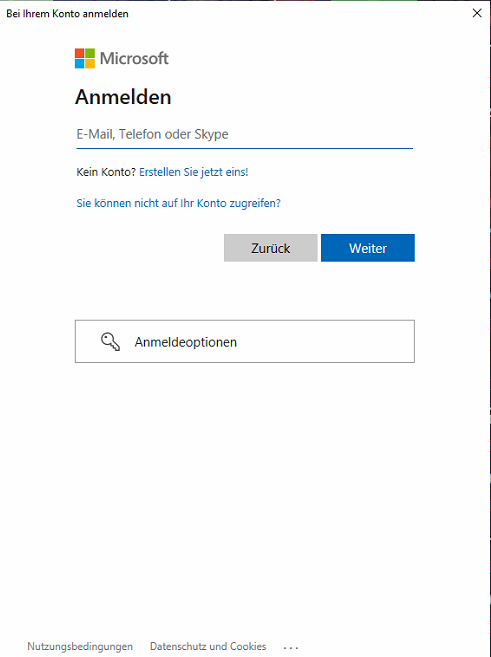 Bei Ihrem Konto anmelden
Microsoft
Anmelden
E-Mail, Telefon oder Skype
Kein Konto? Erstellen Sie jetzt eins!
Sie können nicht auf Ihr Konto zugreifen?
Zurück Weiter
Anmeldeoptionen
Nutzungsbedingungen Datenschutz und Cookies ...